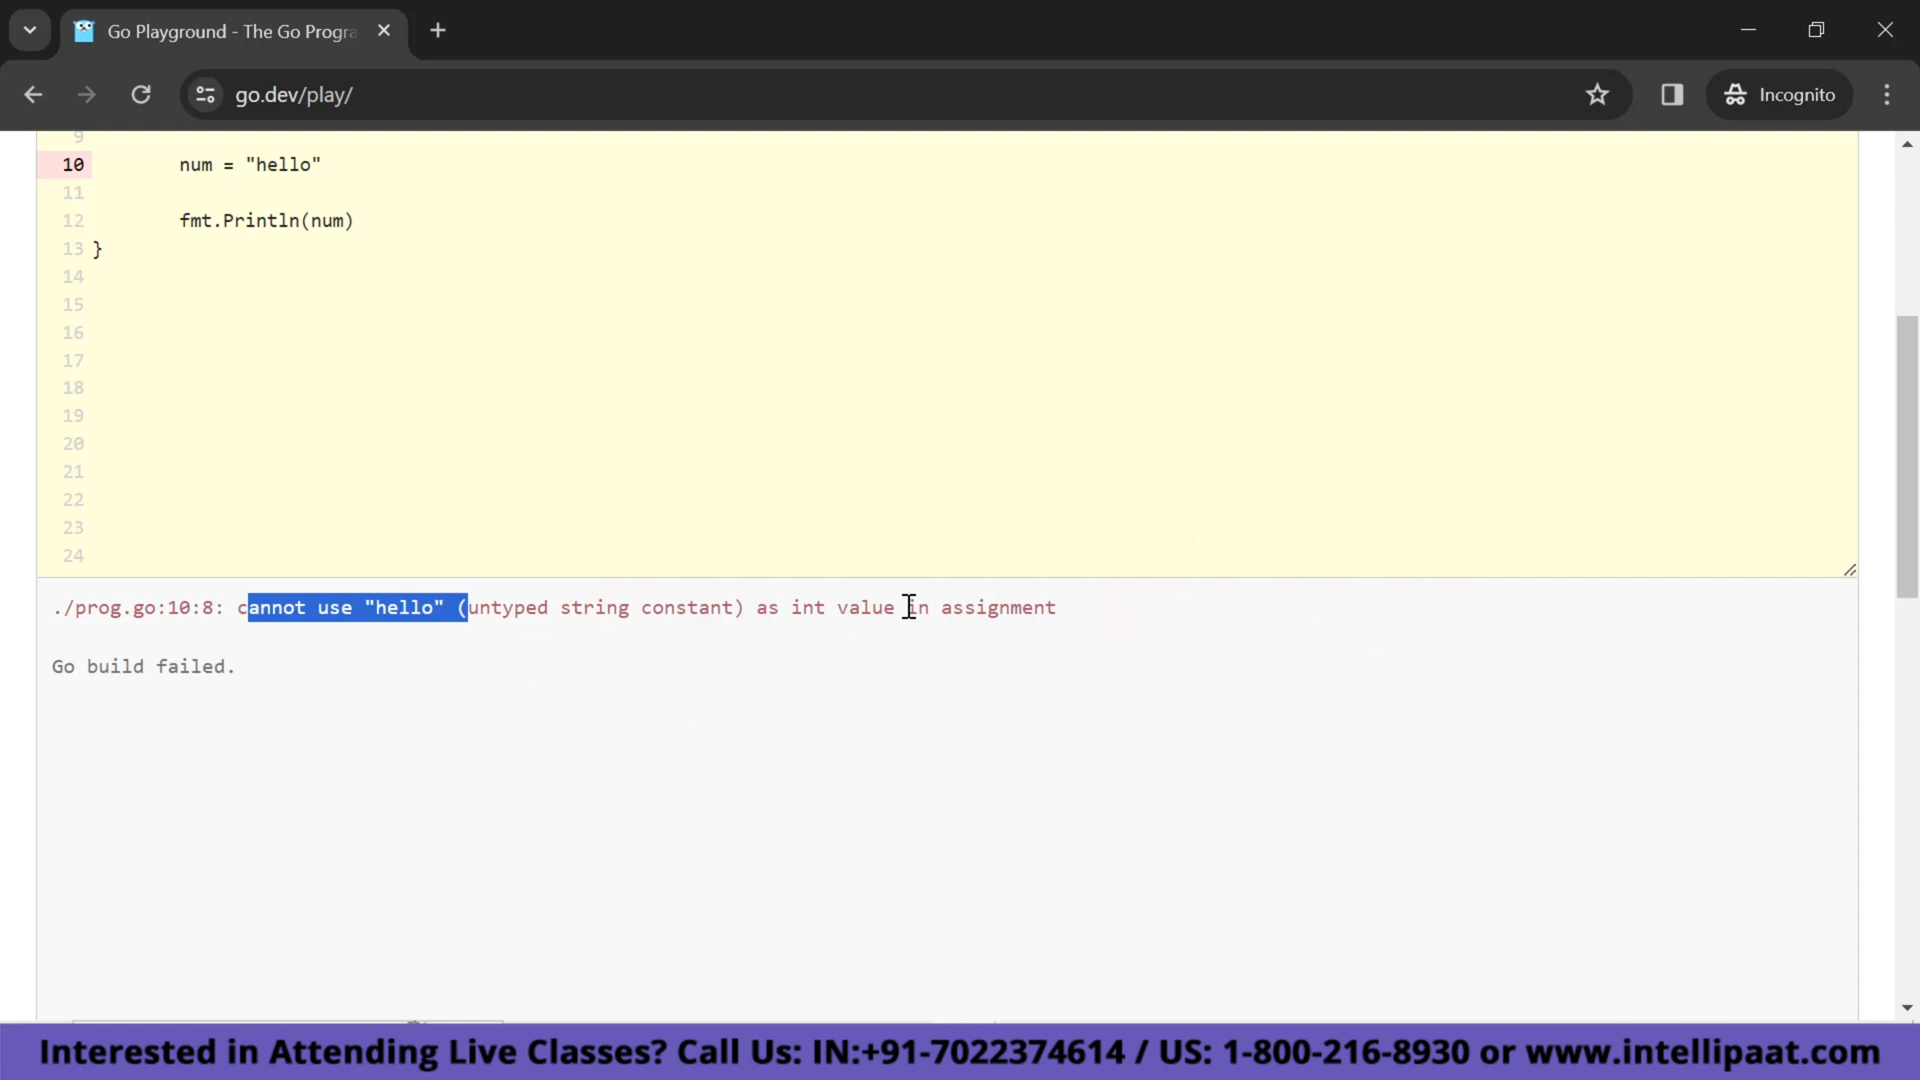 Go Playground - The Go Progra
go.dev/play/
Incognito
9
10 num = "hello"
11
12 fmt.Println(num)
13 }
14
15
16
17
18
19
20
21
22
23
24
./prog.go:10:8: cannot use "hello" (untyped string constant) as int value in assignment
Go build failed.
Interested in Attending Live Classes? Call Us: IN:+91-7022374614 / US: 1-800-216-8930 or www.intellipaat.com